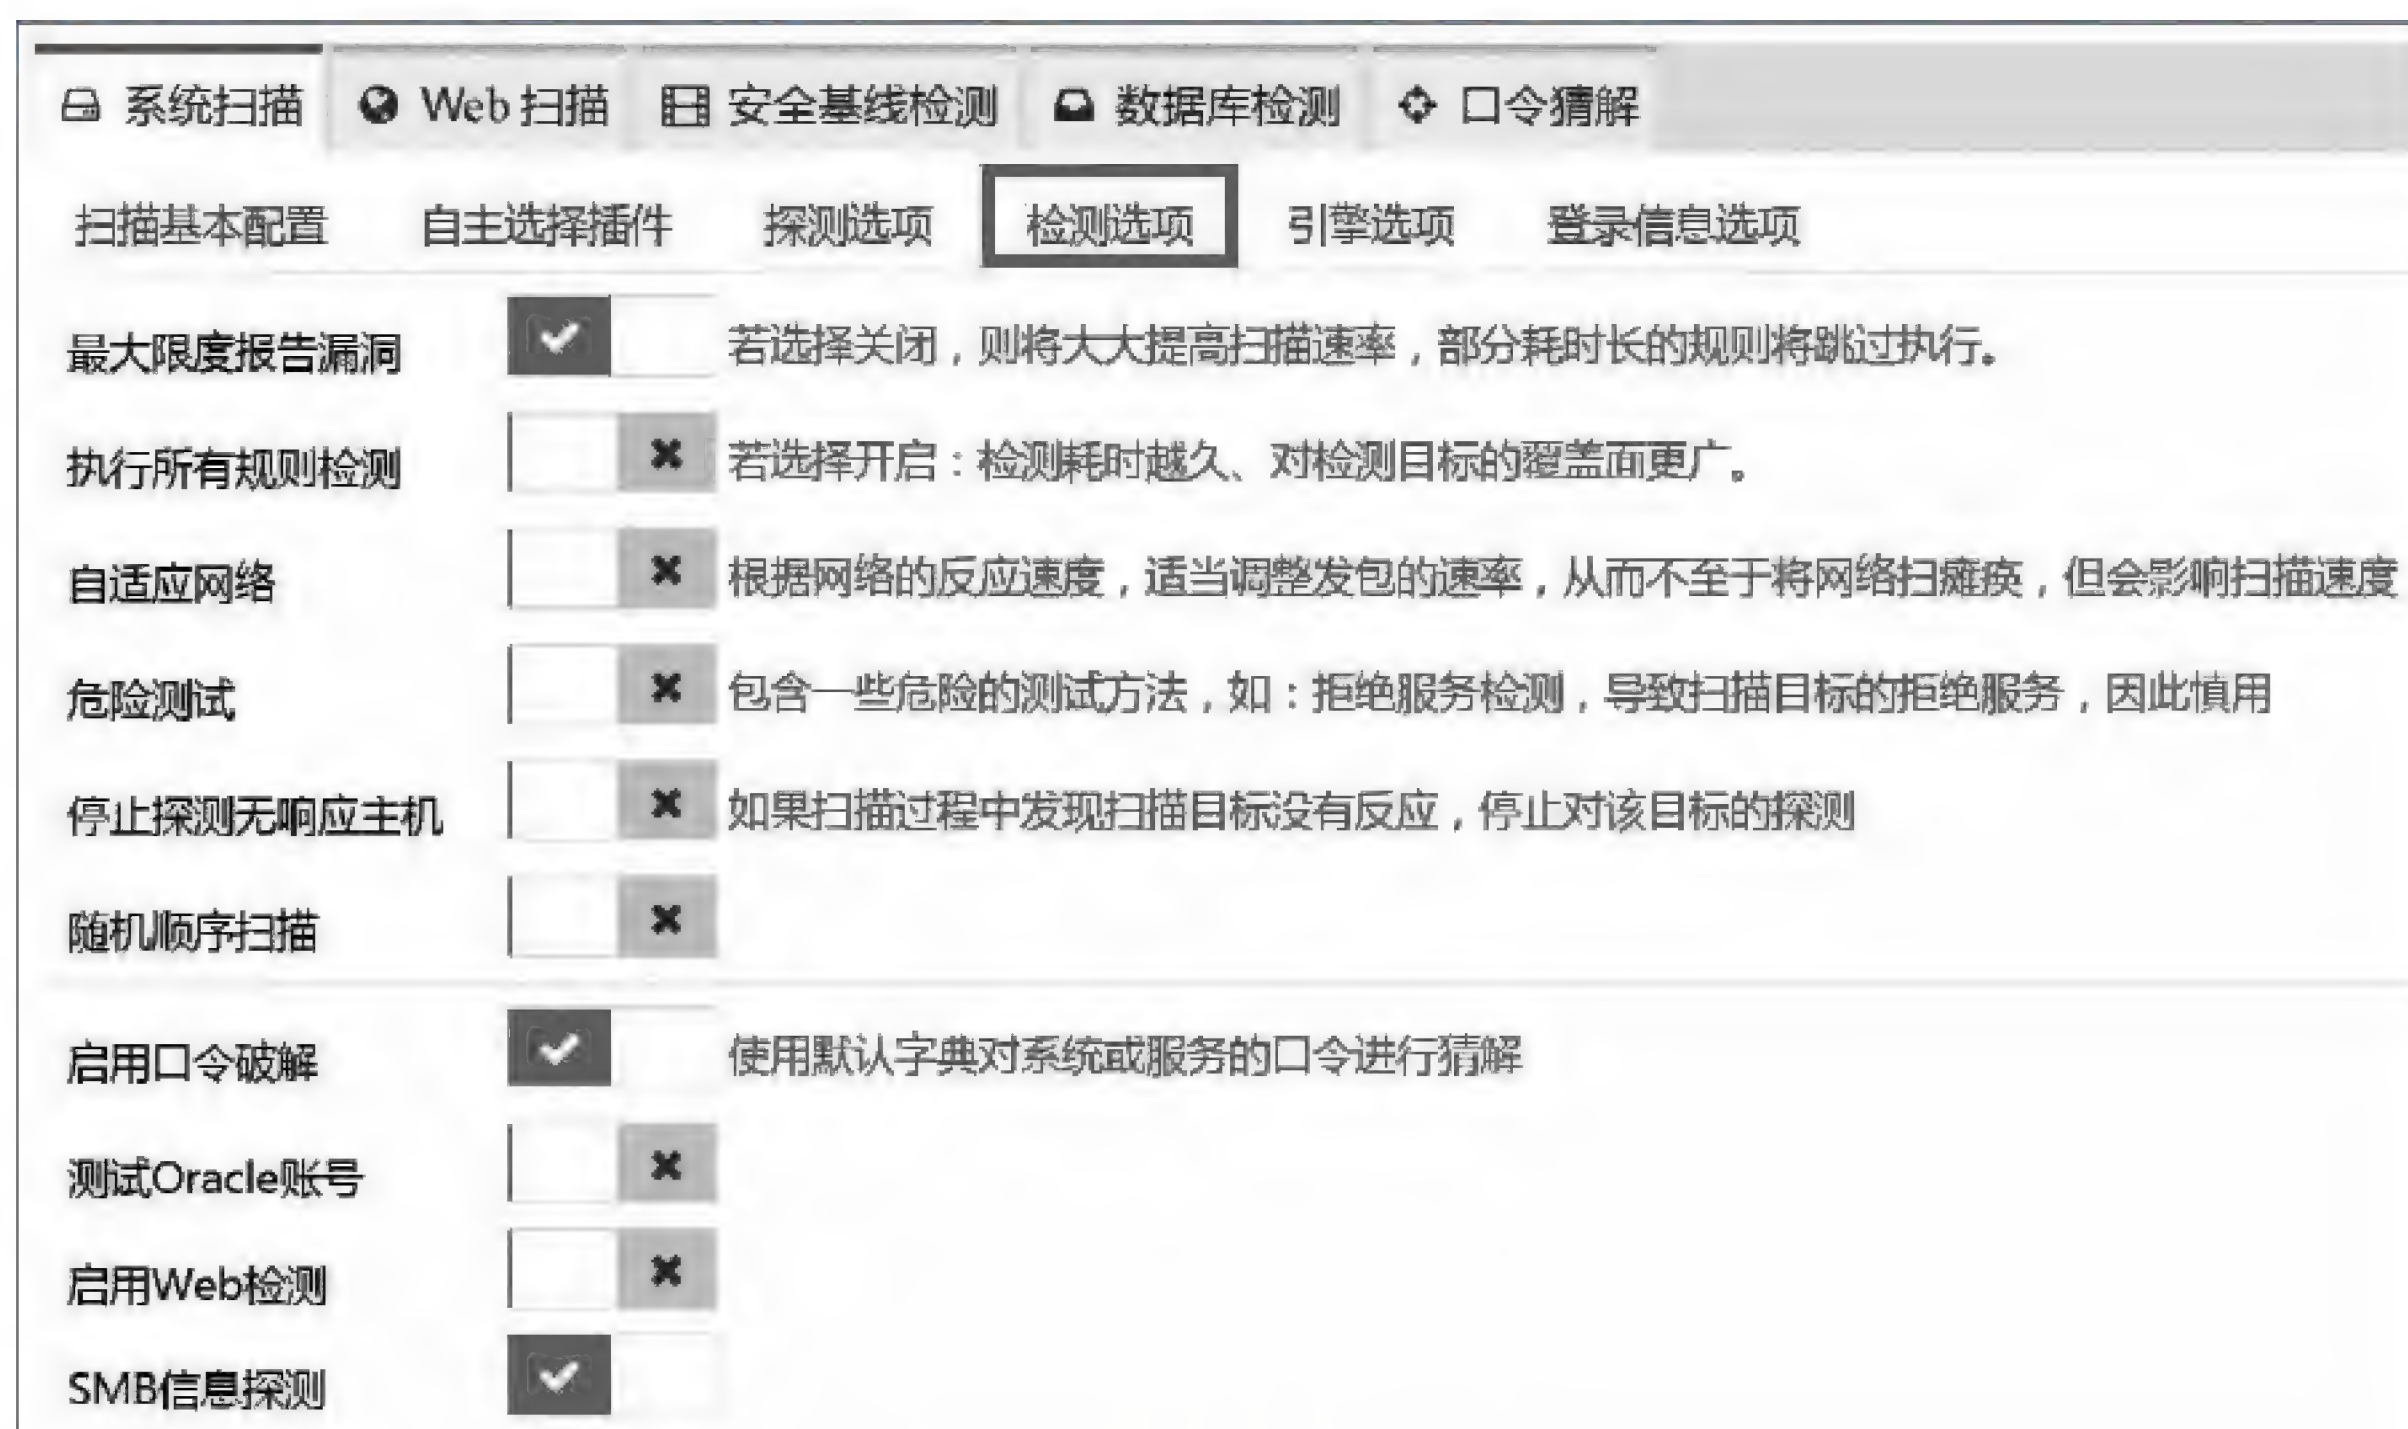 系统扫描 Web 扫描 安全基线检测 数据库检测 口令猜解
扫描基本配置 自主选择插件 探测选项 检测选项 引擎选项 登录信息选项
最大限度报告漏洞 若选择关闭，则将大大提高扫描速率，部分耗时长的规则将跳过执行。
执行所有规则检测 若选择开启：检测耗时越久、对检测目标的覆盖面更广。
自适应网络 根据网络的反应速度，适当调整发包的速率，从而不至于将网络扫瘫痪，但会影响扫描速度
危险测试 包含一些危险的测试方法，如：拒绝服务检测，导致扫描目标的拒绝服务，因此慎用
停止探测无响应主机 如果扫描过程中发现扫描目标没有反应，停止对该目标的探测
随机顺序扫描
启用口令破解 使用默认字典对系统或服务的口令进行猜解
测试Oracle账号
启用Web检测
SMB信息探测